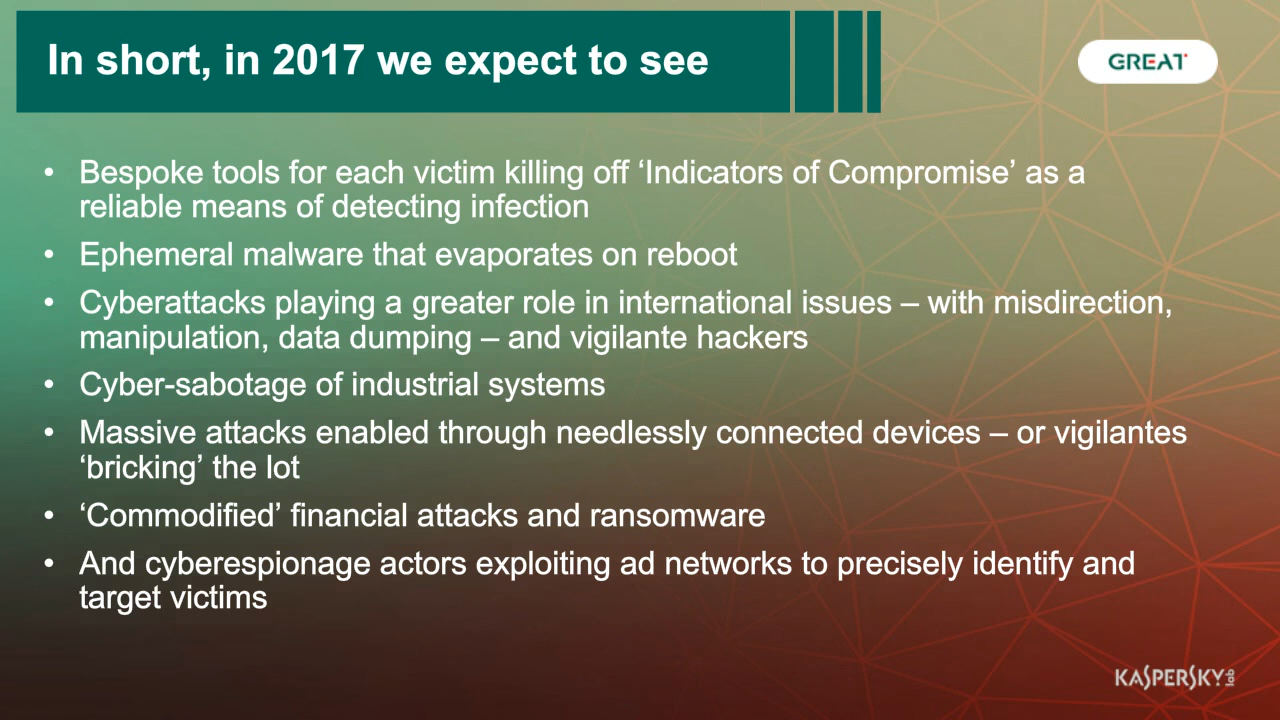 In short, in 2017 we expect to see
GREAT
• Bespoke tools for each victim killing off ‘Indicators of Compromise’ as a
reliable means of detecting infection
• Ephemeral malware that evaporates on reboot
• Cyberattacks playing a greater role in international issues – with misdirection,
manipulation, data dumping – and vigilante hackers
• Cyber-sabotage of industrial systems
• Massive attacks enabled through needlessly connected devices – or vigilantes
‘bricking’ the lot
• ‘Commodified’ financial attacks and ransomware
• And cyberespionage actors exploiting ad networks to precisely identify and
target victims
KASPERSKY lab